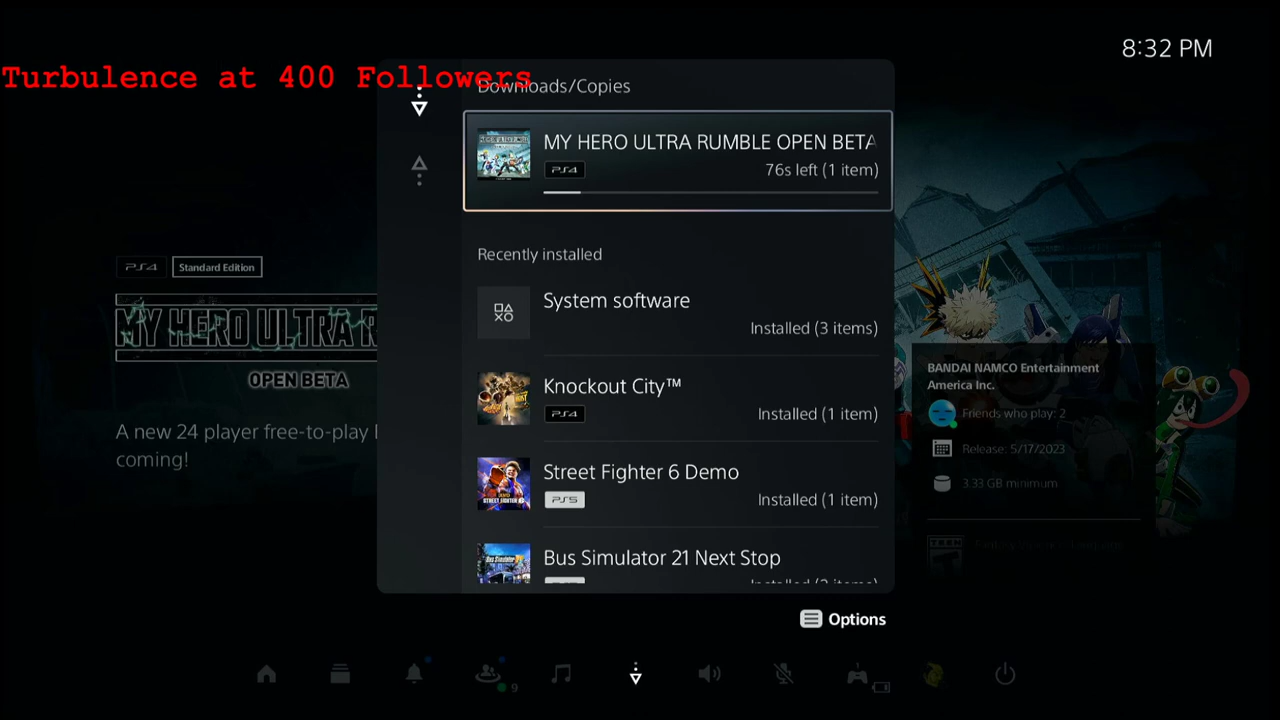 8:32 PM
Turbulence at 400 Followers
Downloads/Copies
MY HERO ULTRA RUMBLE OPEN BETA
PS4
76s left (1 item)
Recently installed
System software
Installed (3 items)
Knockout City™
PS4
Installed (1 item)
Street Fighter 6 Demo
PS5
Installed (1 item)
Bus Simulator 21 Next Stop
PS4 Standard Edition
MY HERO ULTRA R
OPEN BETA
A new 24 player free-to-play
coming!
BANDAI NAMCO Entertainment
America Inc.
Friends who play: 2
Release: 5/17/2023
3.33 GB minimum
TEEN
Options
9